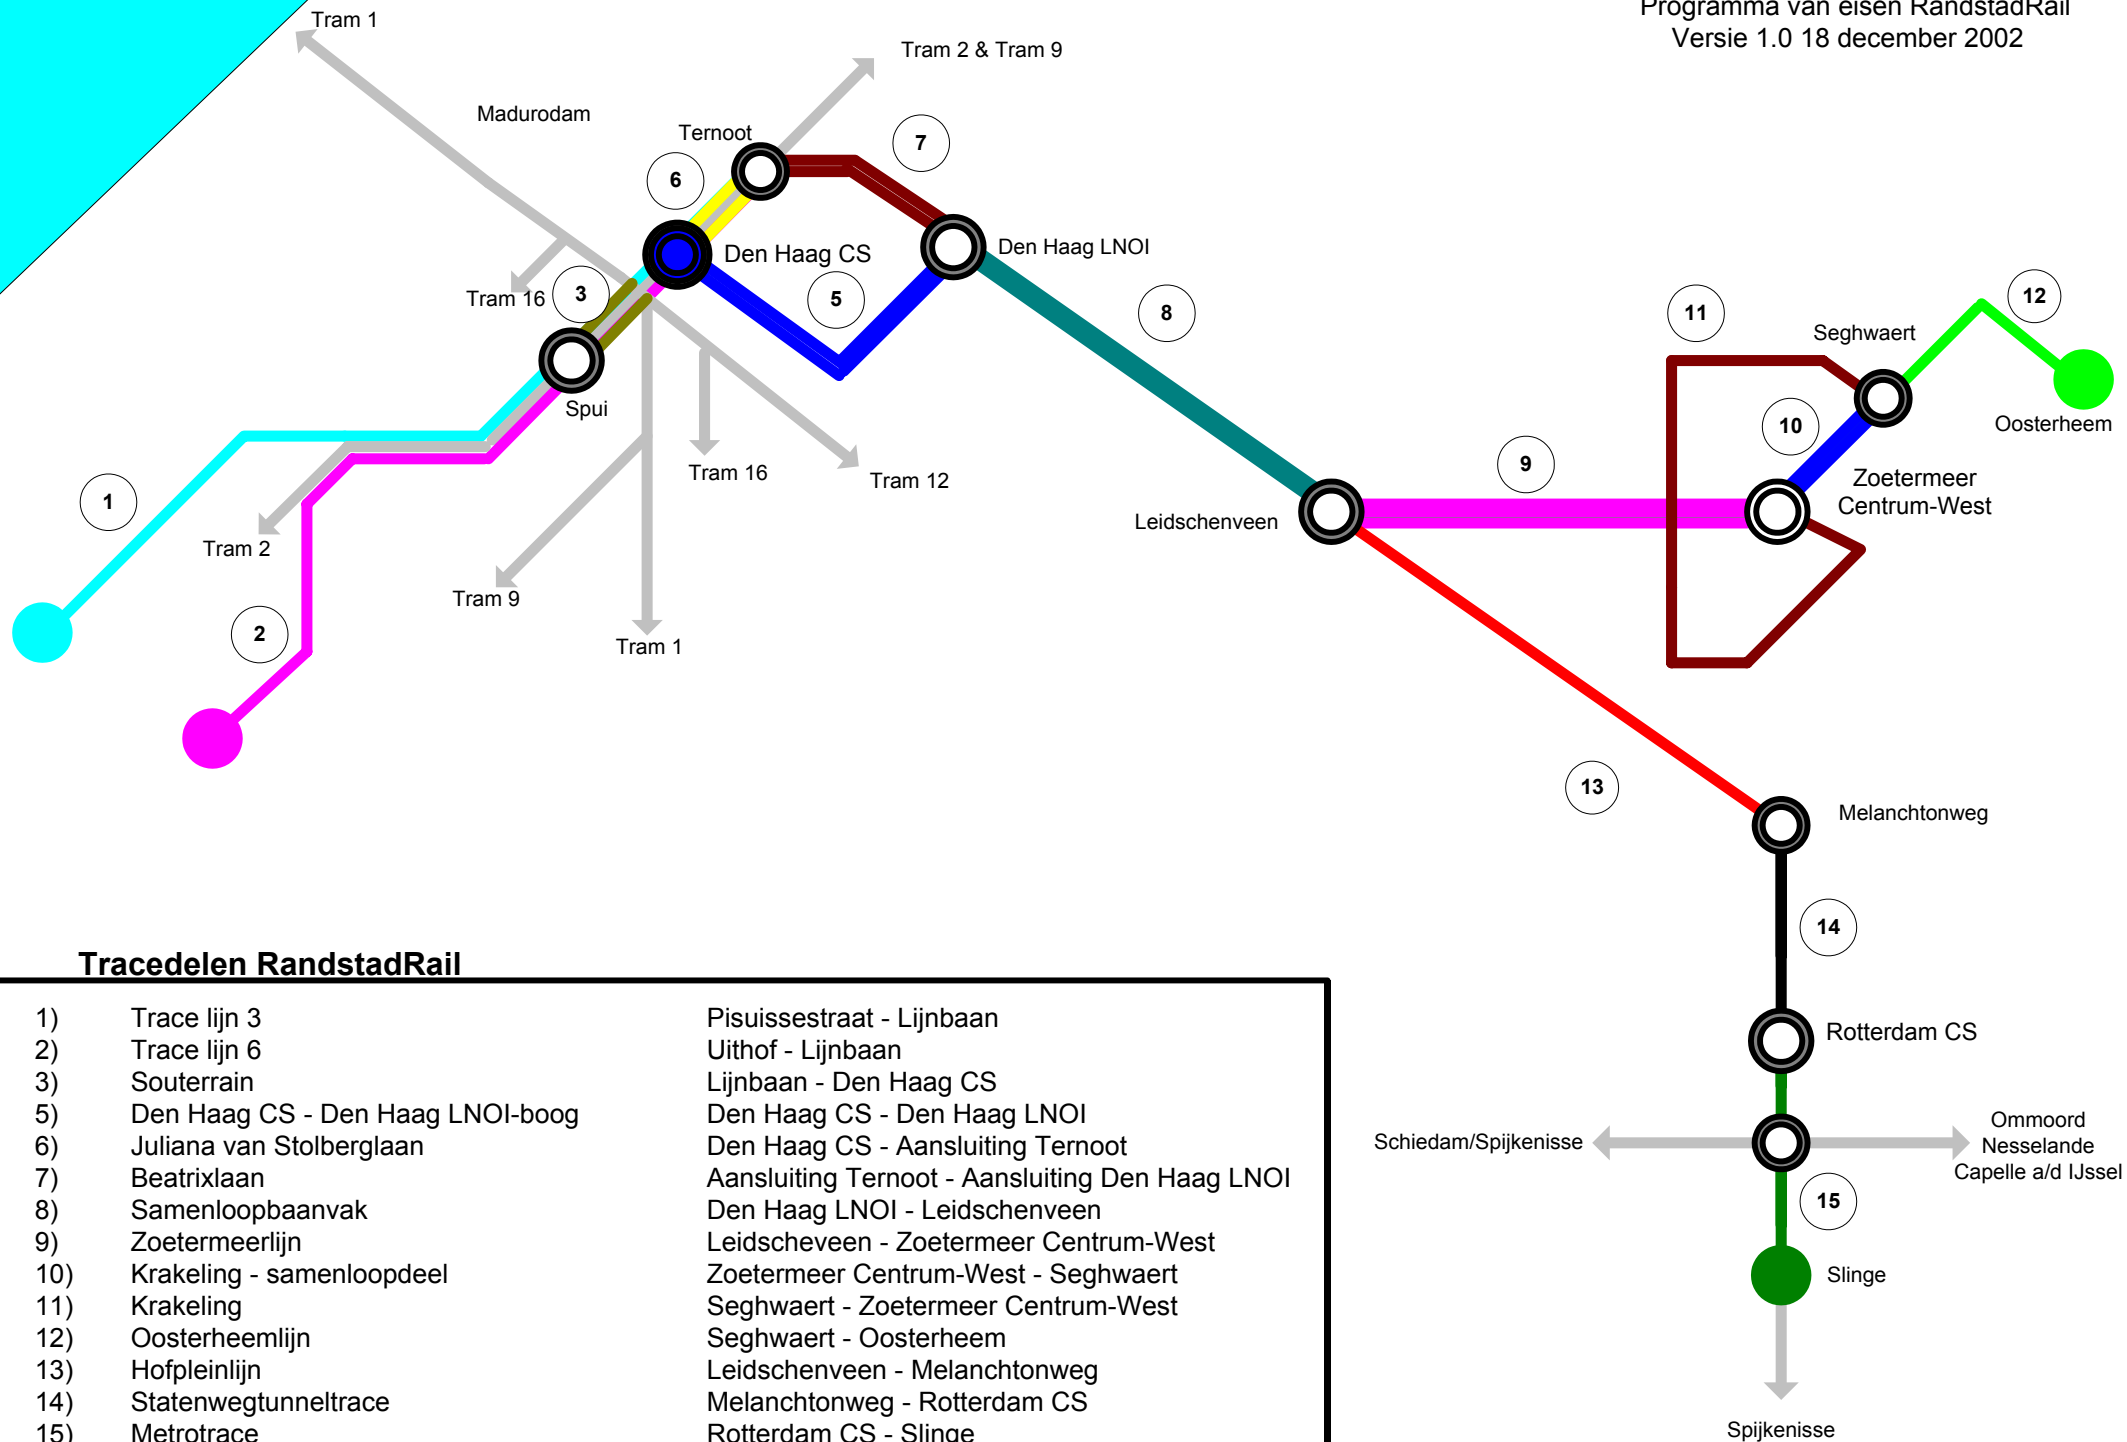 Programma van eisen RandstadRail
Versie 1.0 18 december 2002
Tram 1
Tram 2 & Tram 9
Madurodam
Ternoot
7
6
Den Haag CS
Den Haag LNOI
Tram 16
3
5
8
11
12
Seghwaert
Oosterheem
Spui
10
9
Zoetermeer
Centrum-West
Tram 16
Tram 12
1
Leidschenveen
Tram 2
Tram 9
2
Tram 1
13
Melanchtonweg
14
Rotterdam CS
Schiedam/Spijkenisse
Ommoord
Nesselande
Capelle a/d IJssel
15
Slinge
Spijkenisse
Tracedelen RandstadRail
1) Trace lijn 3 Pisuissestraat - Lijnbaan
2) Trace lijn 6 Uithof - Lijnbaan
3) Souterrain Lijnbaan - Den Haag CS
5) Den Haag CS - Den Haag LNOI-boog Den Haag CS - Den Haag LNOI
6) Juliana van Stolberglaan Den Haag CS - Aansluiting Ternoot
7) Beatrixlaan Aansluiting Ternoot - Aansluiting Den Haag LNOI
8) Samenloopbaanvak Den Haag LNOI - Leidschenveen
9) Zoetermeerlijn Leidscheveen - Zoetermeer Centrum-West
10) Krakeling - samenloopdeel Zoetermeer Centrum-West - Seghwaert
11) Krakeling Seghwaert - Zoetermeer Centrum-West
12) Oosterheemlijn Seghwaert - Oosterheem
13) Hofpleinlijn Leidschenveen - Melanchtonweg
14) Statenwegtunneltrace Melanchtonweg - Rotterdam CS
15) Metrotrace Rotterdam CS - Slinge